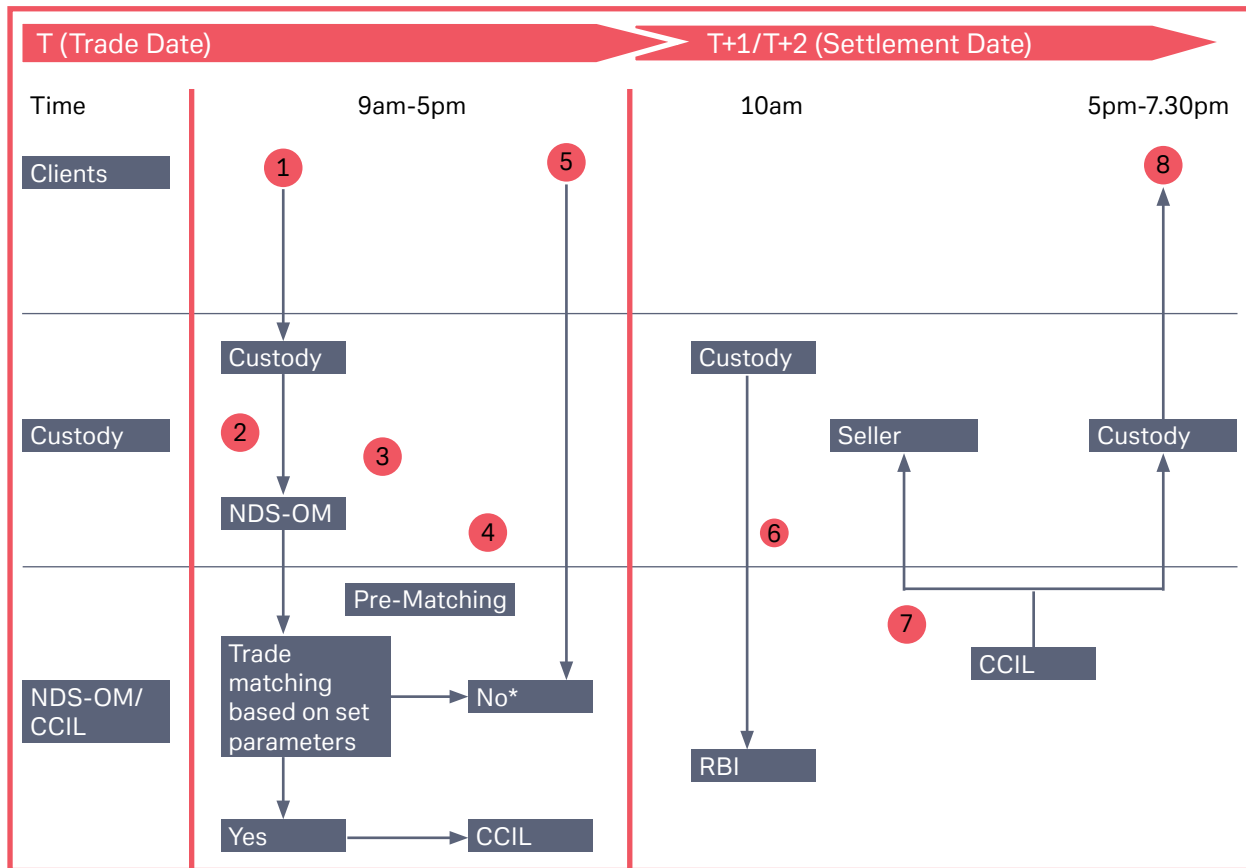 T (Trade Date)
T+1/T+2 (Settlement Date)
Time
9am-5pm
10am
5pm-7.30pm
Clients
1
5
8
Custody
Custody
Custody
2
3
Seller
Custody
NDS-OM
4
6
Pre-Matching
7
Trade
matching
based on set
parameters
No*
CCIL
NDS-OM/
CCIL
RBI
Yes
CCIL